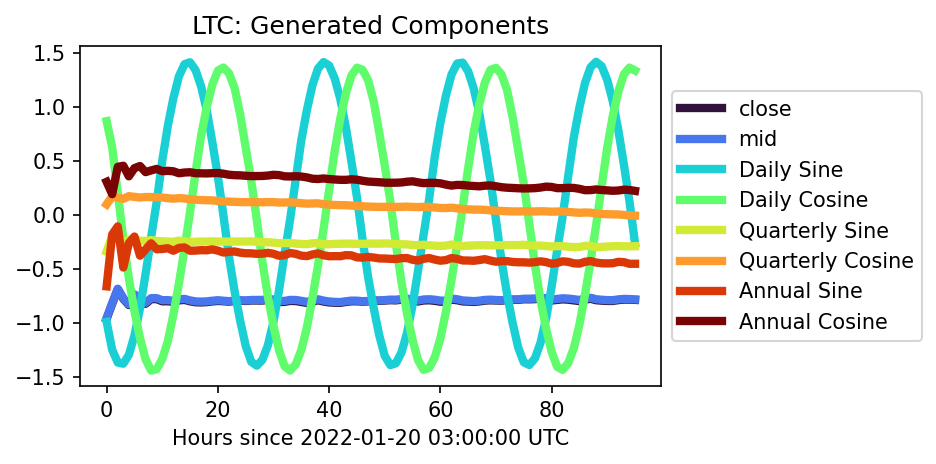 LTC: Generated Components
1.5
1.0
0.5
0.0
−0.5
−1.0
−1.5
0
20
40
60
80
Hours since 2022-01-20 03:00:00 UTC
close
mid
Daily Sine
Daily Cosine
Quarterly Sine
Quarterly Cosine
Annual Sine
Annual Cosine